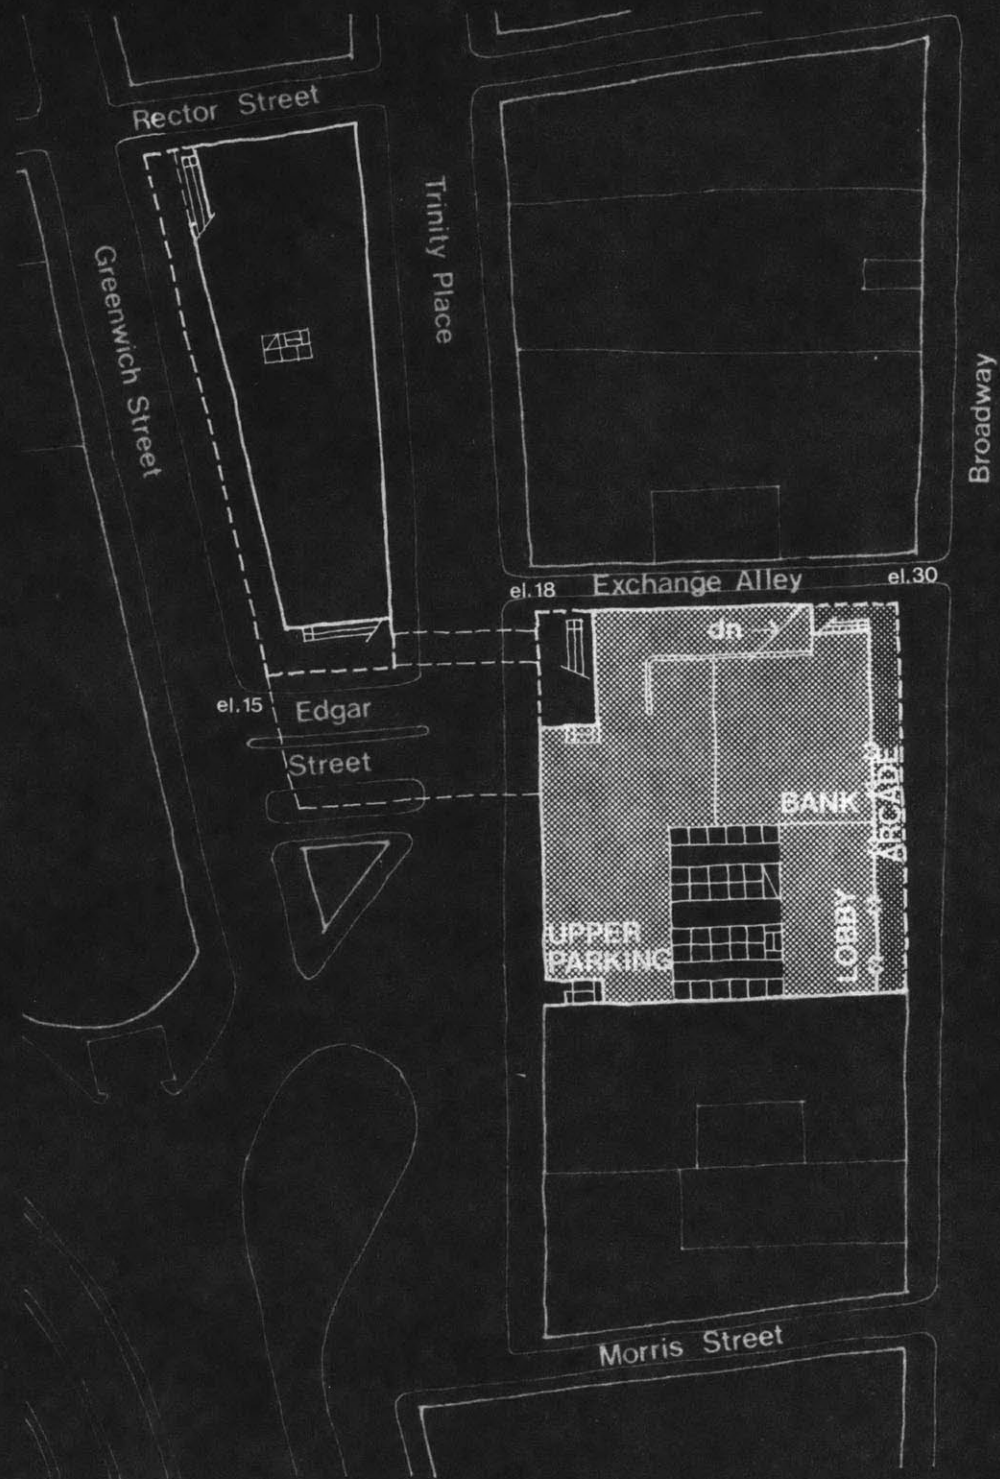 Rector Street
Trinity Place
Greenwich Street
Broadway
el.18
Exchange Alley
el.30
dn
el.15
Edgar
Street
BANK
ARCADE
LOBBY
UPPER
PARKING
Morris Street